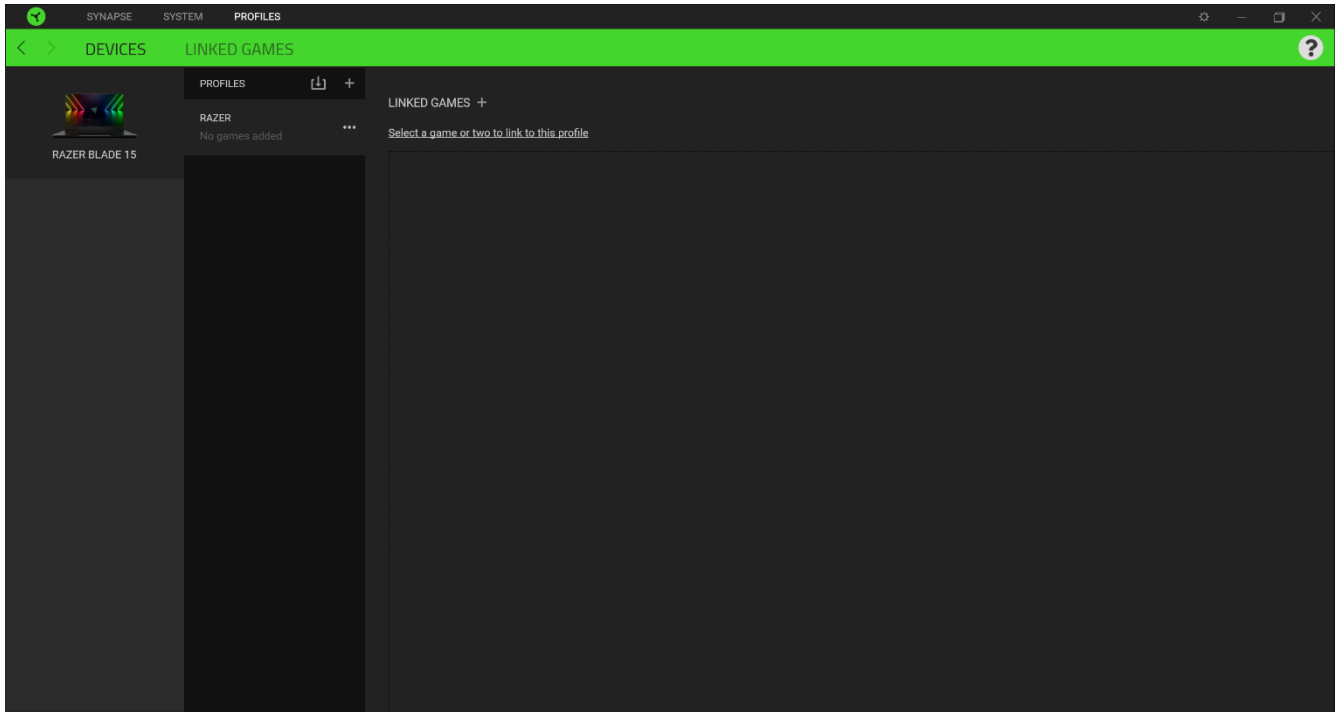 SYNAPSE SYSTEM PROFILES
DEVICES LINKED GAMES ?
PROFILES
RAZER
No games added
RAZER BLADE 15
LINKED GAMES +
Select a game or two to link to this profile